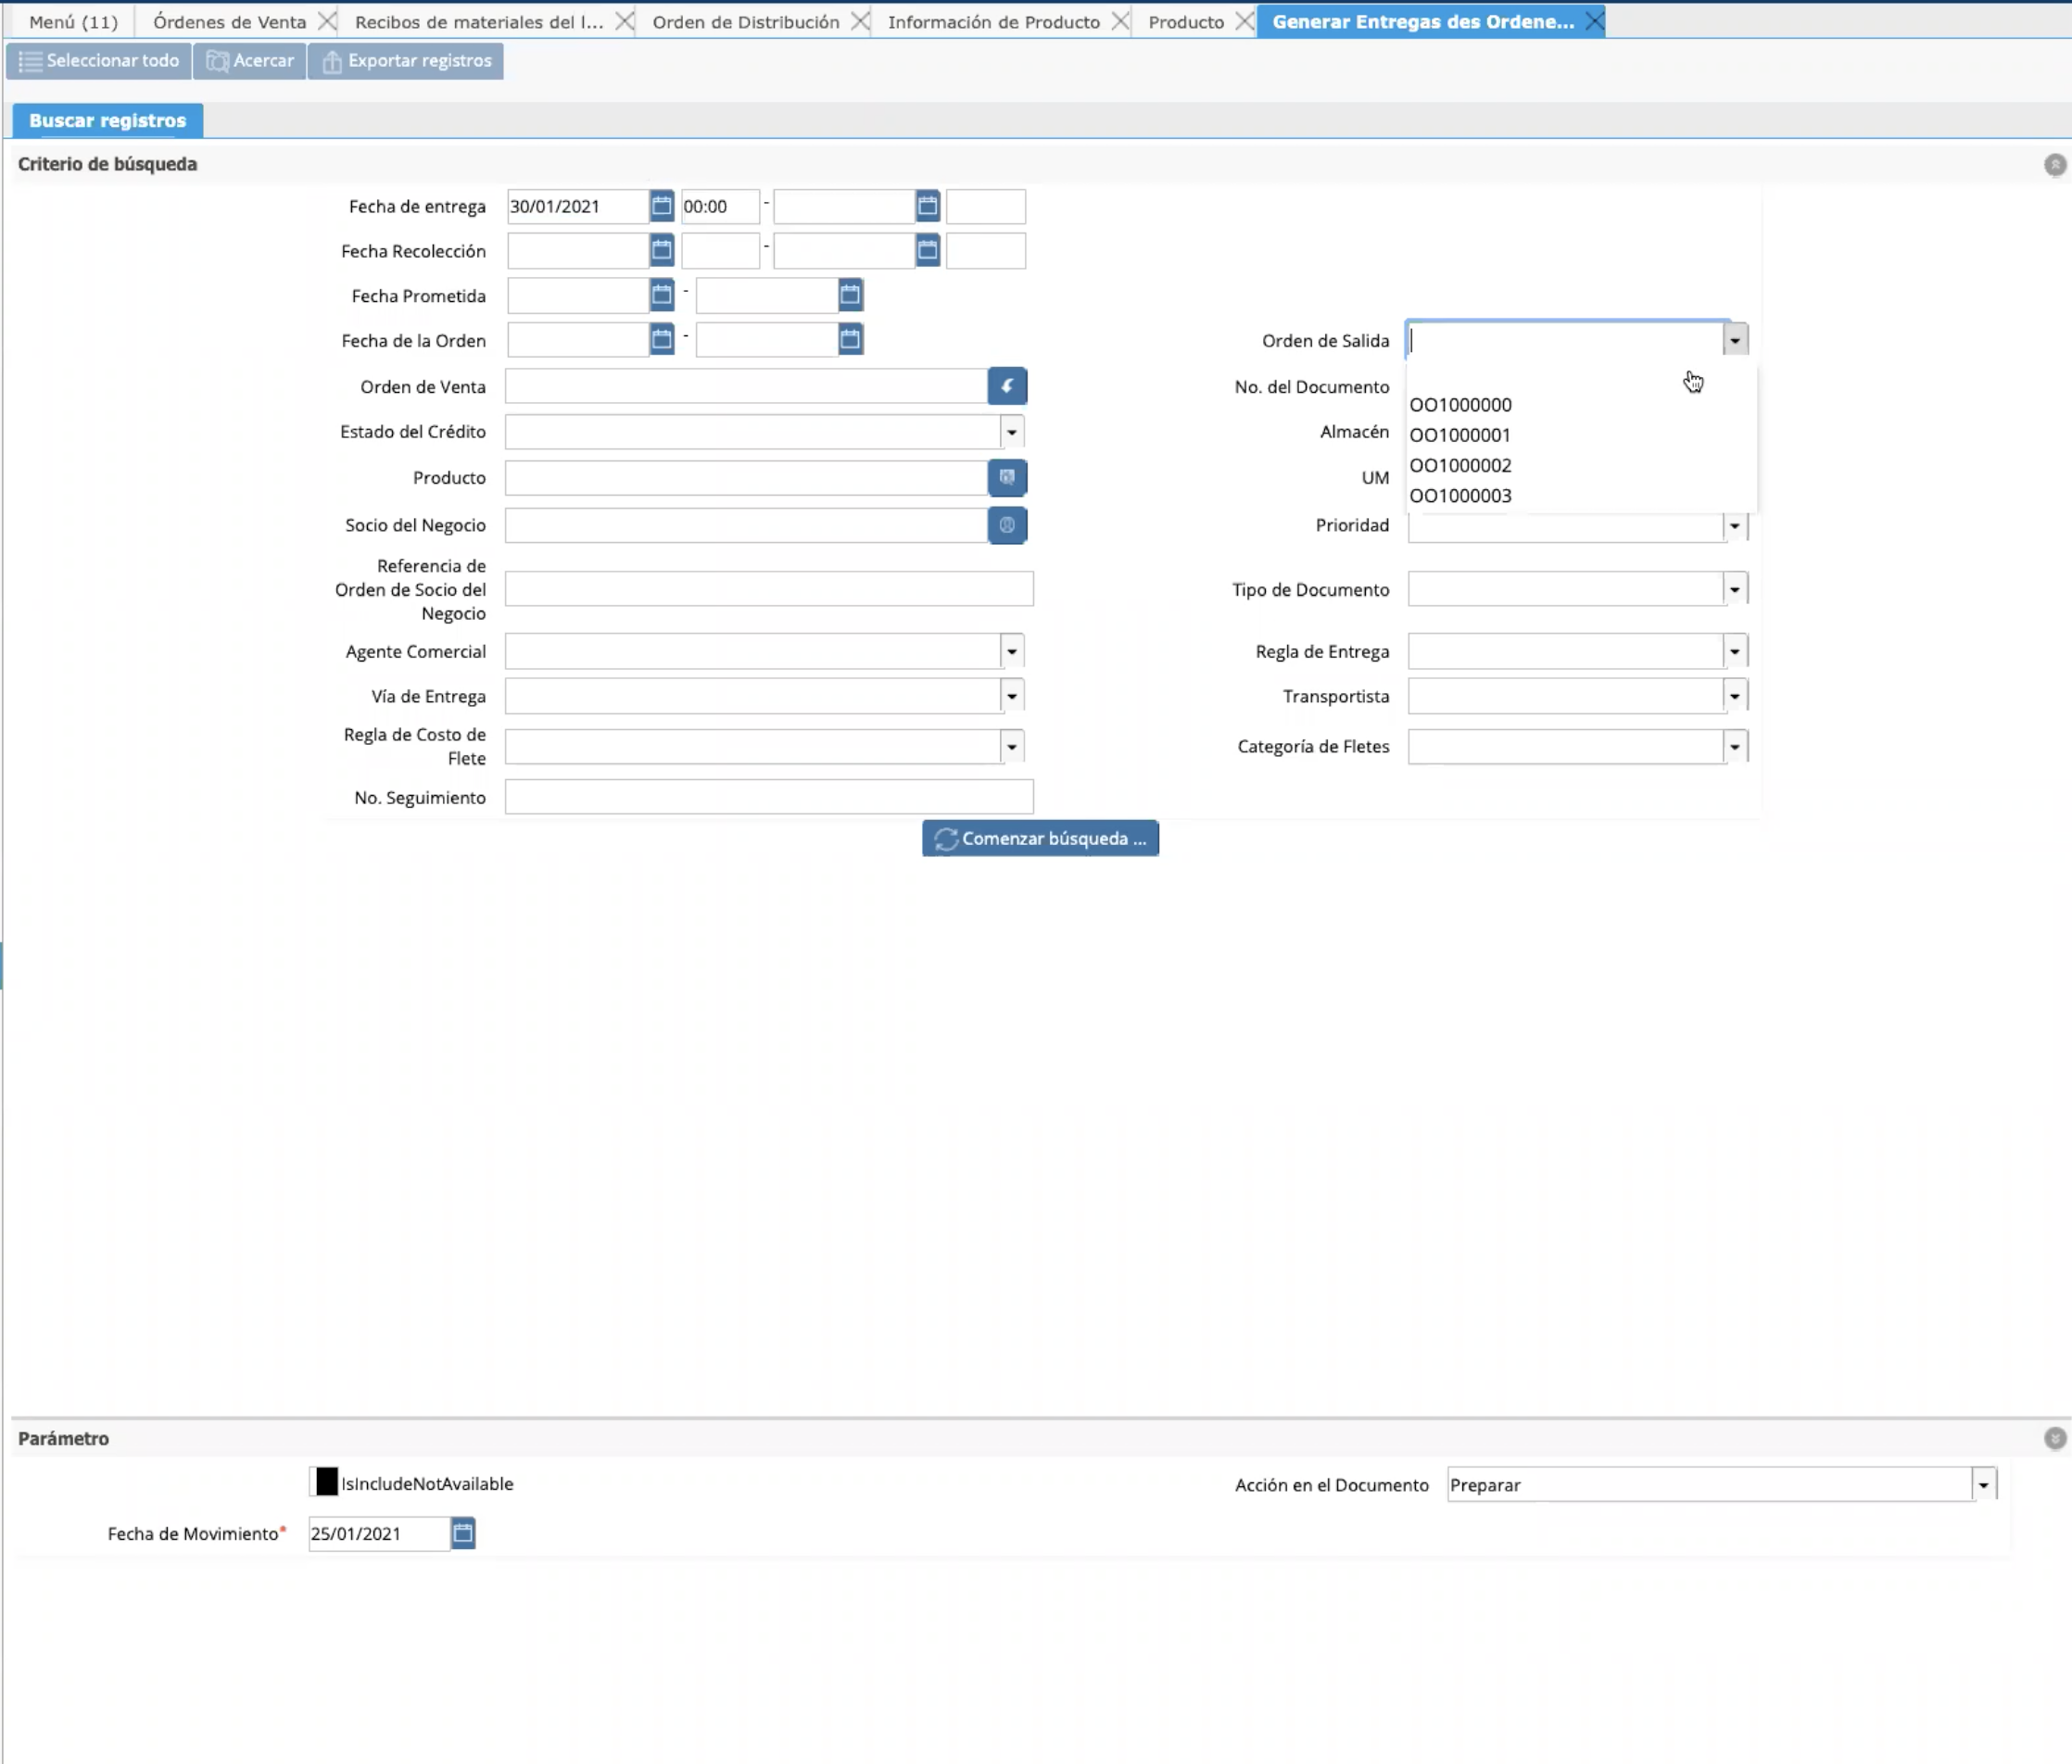 Menú (11)
Órdenes de Venta
Recibos de materiales del l...
Orden de Distribución
Información de Producto
Producto
Generar Entregas des Ordene...
Seleccionar todo
Acercar
Exportar registros
Buscar registros
Criterio de búsqueda
Fecha de entrega 30/01/2021 00:00 -
Fecha Recolección -
Fecha Prometida -
Fecha de la Orden -
Orden de Salida
Orden de Venta
No. del Documento
OO1000000
OO1000001
OO1000002
OO1000003
Estado del Crédito
Almacén
Producto
UM
Socio del Negocio
Prioridad
Referencia de
Orden de Socio del
Negocio
Tipo de Documento
Agente Comercial
Regla de Entrega
Vía de Entrega
Transportista
Regla de Costo de
Flete
Categoría de Fletes
No. Seguimiento
Comenzar búsqueda ...
Parámetro
IsIncludeNotAvailable
Acción en el Documento Preparar
Fecha de Movimiento* 25/01/2021